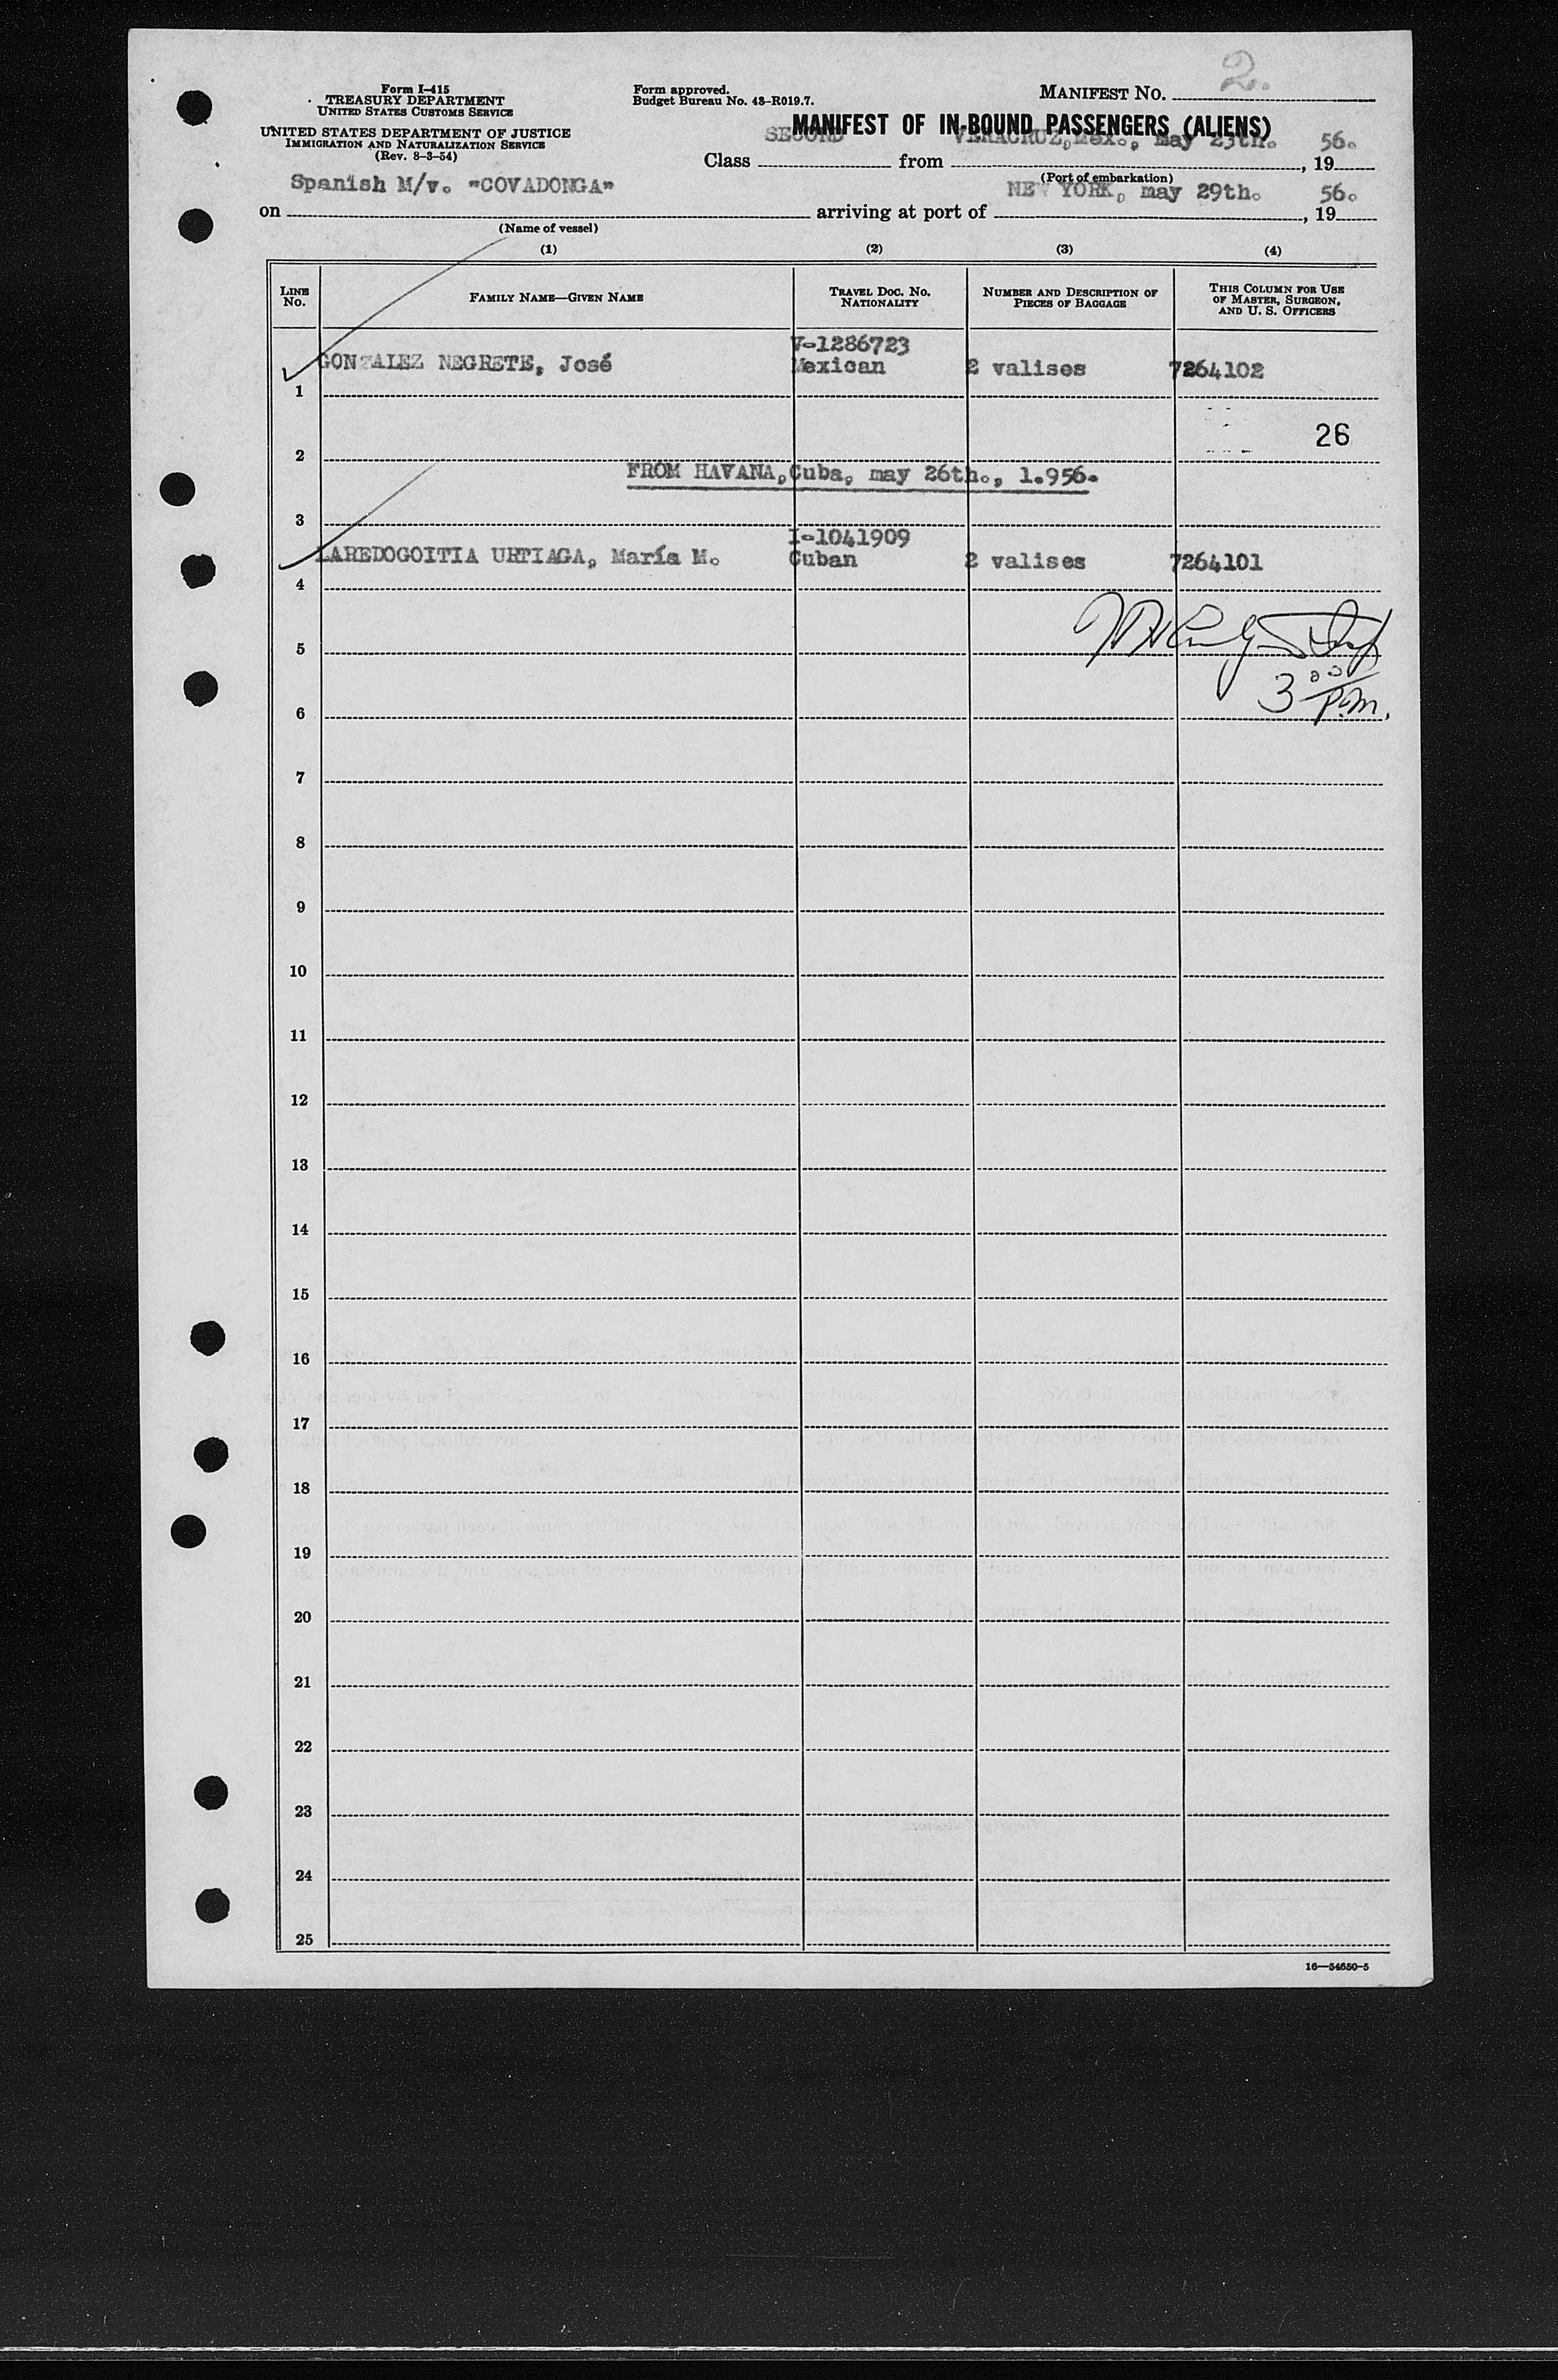 Form I-415
TREASURY DEPARTMENT
UNITED STATES CUSTOMS SERVICE
UNITED STATES DEPARTMENT OF JUSTICE
IMMIGRATION AND NATURALIZATION SERVICE
(Rev. 8-3-54)
Form approved.
Budget Bureau No. 43-R019.7.
MANIFEST NO. 2.
MANIFEST OF IN-BOUND PASSENGERS (ALIENS)
Class SECOND from VERACRUZ, Mex., may 23th. , 19 56.
(Port of embarkation)
on Spanish M/v. "COVADONGA" arriving at port of NEW YORK, may 29th. , 19 56.
(Name of vessel)
(1) (2) (3) (4)
LINE NO. FAMILY NAME—GIVEN NAME TRAVEL DOC. NO. NATIONALITY NUMBER AND DESCRIPTION OF PIECES OF BAGGAGE THIS COLUMN FOR USE OF MASTER, SURGEON, AND U. S. OFFICERS
V-1286723
1 GONZALEZ NEGRETE, José Mexican 2 valises 7264102
2 26
FROM HAVANA, Cuba, may 26th., 1.956.
3
I-1041909
4 LAREDOGOITIA URTIAGA, María M. Cuban 2 valises 7264101
5
6 3 00 P.M.
7
8
9
10
11
12
13
14
15
16
17
18
19
20
21
22
23
24
25
16—54650-5